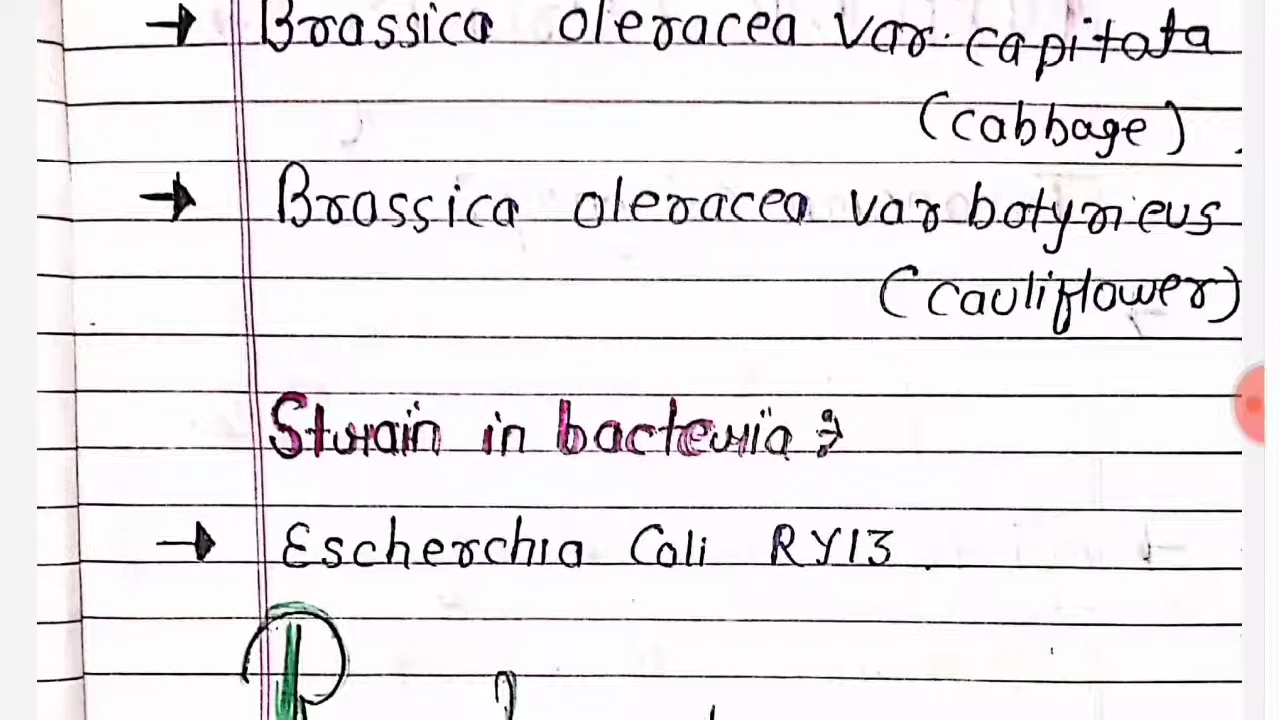 → Brassica oleracea var. capitata
(cabbage)
→ Brassica oleracea var botyrieus
(cauliflower)
Strain in bacteria :→
→ Escherchia Coli RY13.